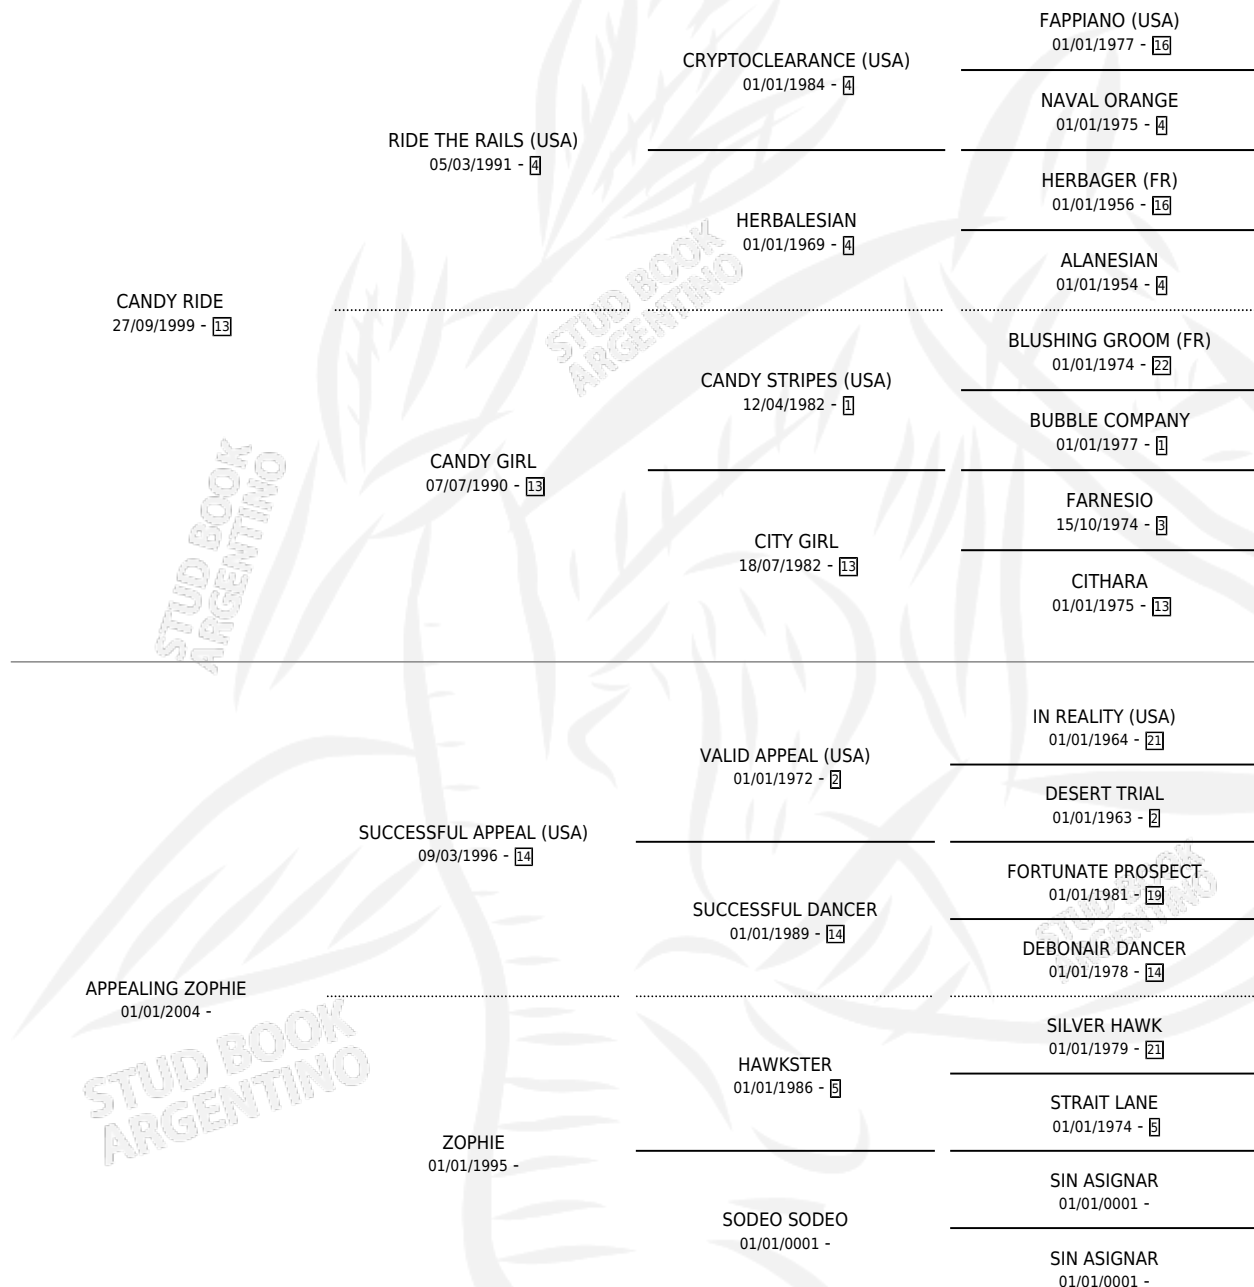 FAPPIANO (USA)
01/01/1977 - 16
CRYPTOCLEARANCE (USA)
01/01/1984 - 4
NAVAL ORANGE
01/01/1975 - 4
RIDE THE RAILS (USA)
05/03/1991 - 4
HERBAGER (FR)
01/01/1956 - 16
HERBALESIAN
01/01/1969 - 4
ALANESIAN
01/01/1954 - 4
CANDY RIDE
27/09/1999 - 13
BLUSHING GROOM (FR)
01/01/1974 - 22
CANDY STRIPES (USA)
12/04/1982 - 1
BUBBLE COMPANY
01/01/1977 - 1
CANDY GIRL
07/07/1990 - 13
FARNESIO
15/10/1974 - 3
CITY GIRL
18/07/1982 - 13
CITHARA
01/01/1975 - 13
IN REALITY (USA)
01/01/1964 - 21
VALID APPEAL (USA)
01/01/1972 - 2
DESERT TRIAL
01/01/1963 - 2
SUCCESSFUL APPEAL (USA)
09/03/1996 - 14
FORTUNATE PROSPECT
01/01/1981 - 19
SUCCESSFUL DANCER
01/01/1989 - 14
DEBONAIR DANCER
01/01/1978 - 14
APPEALING ZOPHIE
01/01/2004 -
SILVER HAWK
01/01/1979 - 21
HAWKSTER
01/01/1986 - 5
STRAIT LANE
01/01/1974 - 5
ZOPHIE
01/01/1995 -
SIN ASIGNAR
01/01/0001 -
SODEO SODEO
01/01/0001 -
SIN ASIGNAR
01/01/0001 -
STUD BOOK
ARGENTINO
STUD BOOK
ARGENTINO
STUD BOOK
ARGENTINO
STUD BOOK
ARGENTINO